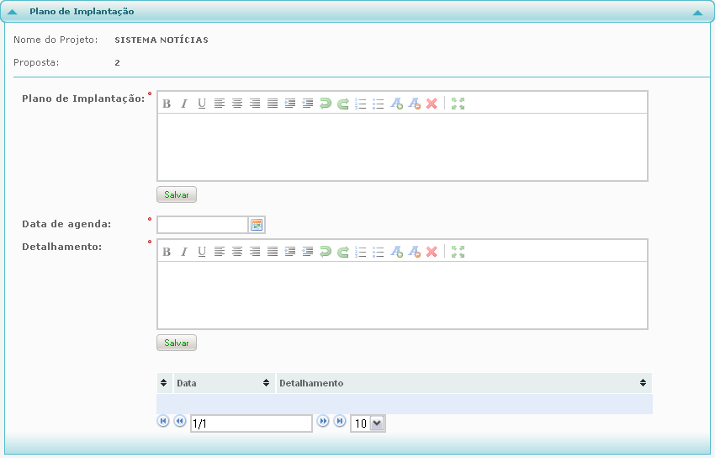 Plano de Implantação
Nome do Projeto: SISTEMA NOTÍCIAS
Proposta: 2
Plano de Implantação: *
B I U
Salvar
Data de agenda: *
Detalhamento: *
B I U
Salvar
Data Detalhamento
1/1 10